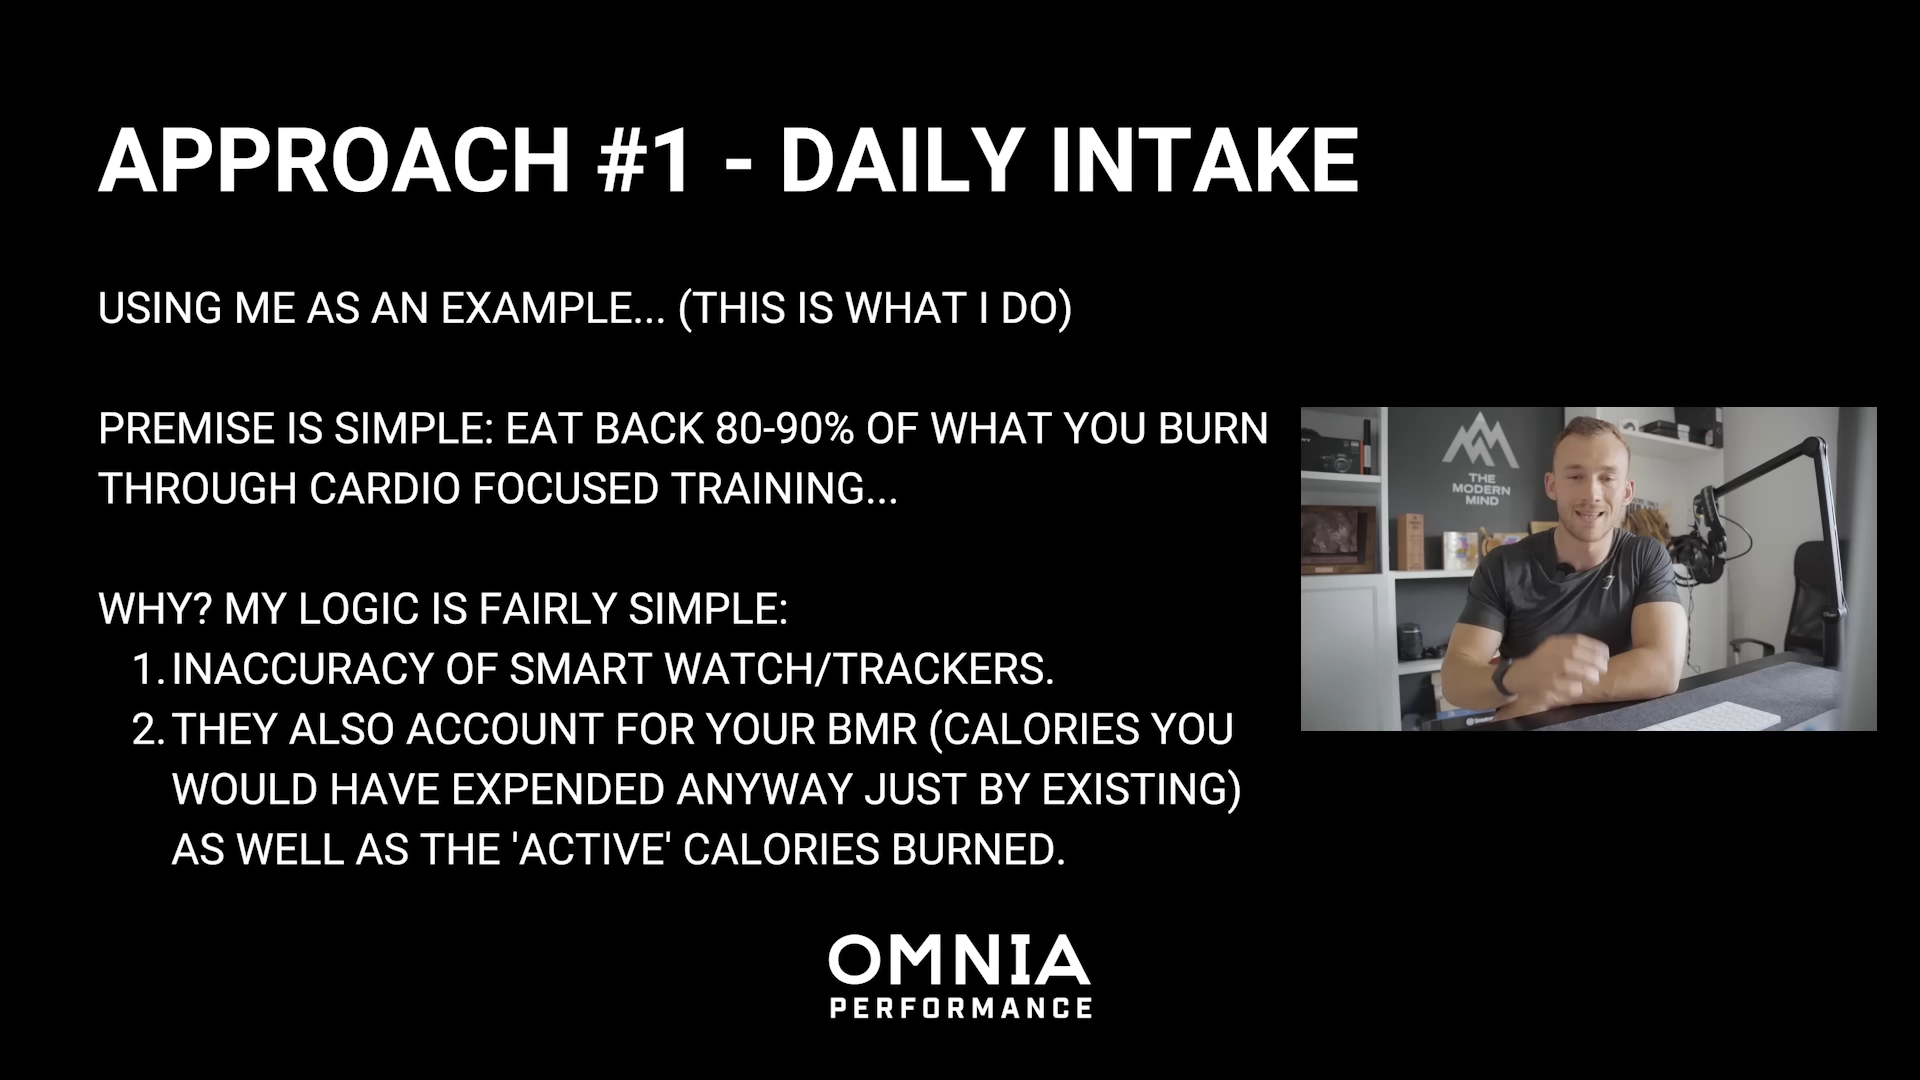 APPROACH #1 - DAILY INTAKE
USING ME AS AN EXAMPLE... (THIS IS WHAT I DO)
PREMISE IS SIMPLE: EAT BACK 80-90% OF WHAT YOU BURN
THROUGH CARDIO FOCUSED TRAINING...
WHY? MY LOGIC IS FAIRLY SIMPLE:
1. INACCURACY OF SMART WATCH/TRACKERS.
2. THEY ALSO ACCOUNT FOR YOUR BMR (CALORIES YOU
WOULD HAVE EXPENDED ANYWAY JUST BY EXISTING)
AS WELL AS THE 'ACTIVE' CALORIES BURNED.
THE
MODERN
MIND
OMNIA
PERFORMANCE